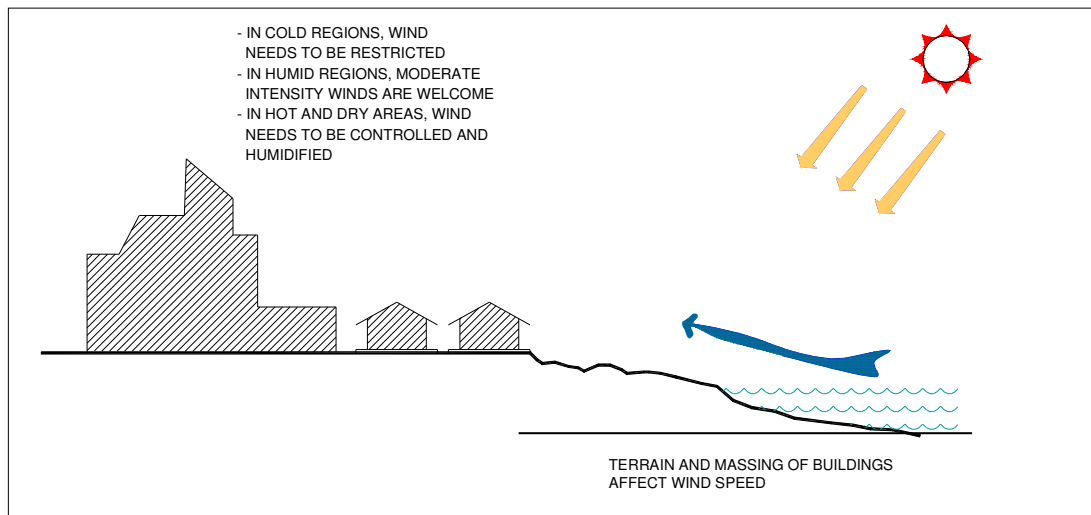 - IN COLD REGIONS, WIND
NEEDS TO BE RESTRICTED
- IN HUMID REGIONS, MODERATE
INTENSITY WINDS ARE WELCOME
- IN HOT AND DRY AREAS, WIND
NEEDS TO BE CONTROLLED AND
HUMIDIFIED
TERRAIN AND MASSING OF BUILDINGS
AFFECT WIND SPEED